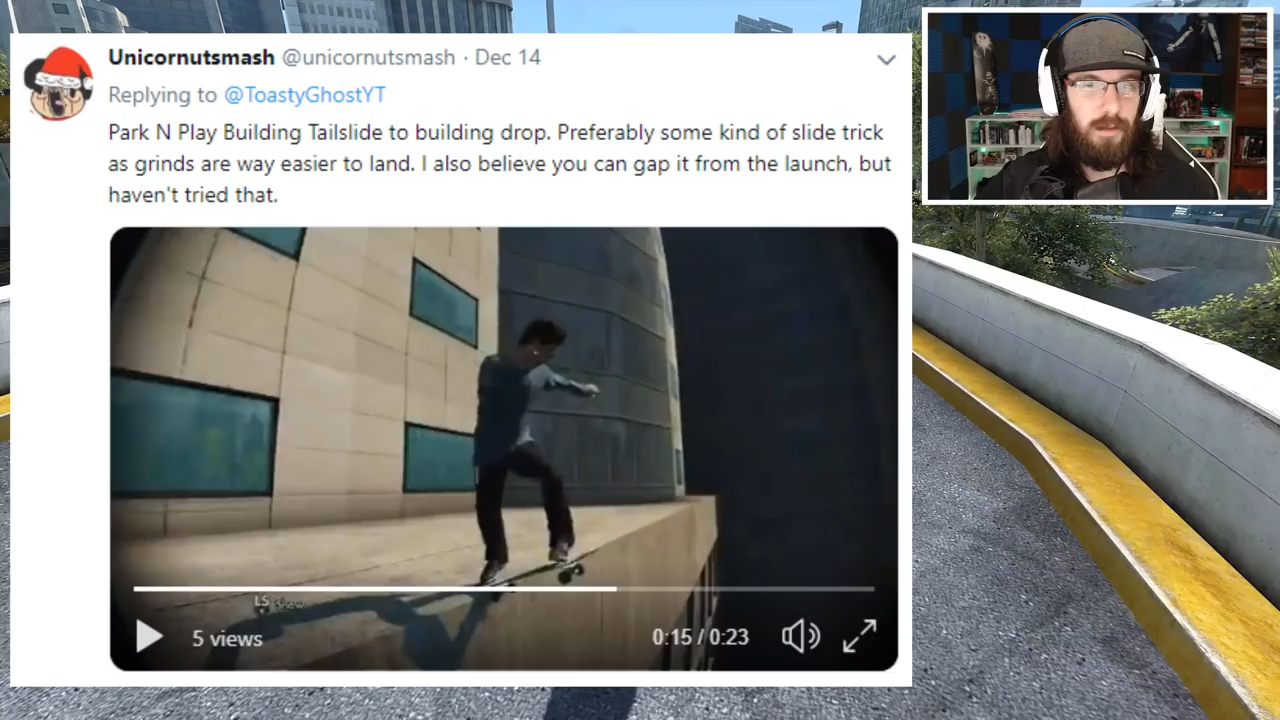 Unicornutsmash @unicornutsmash · Dec 14
Replying to @ToastyGhostYT
Park N Play Building Tailslide to building drop. Preferably some kind of slide trick
as grinds are way easier to land. I also believe you can gap it from the launch, but
haven't tried that.
LS
5 views
0:15 / 0:23